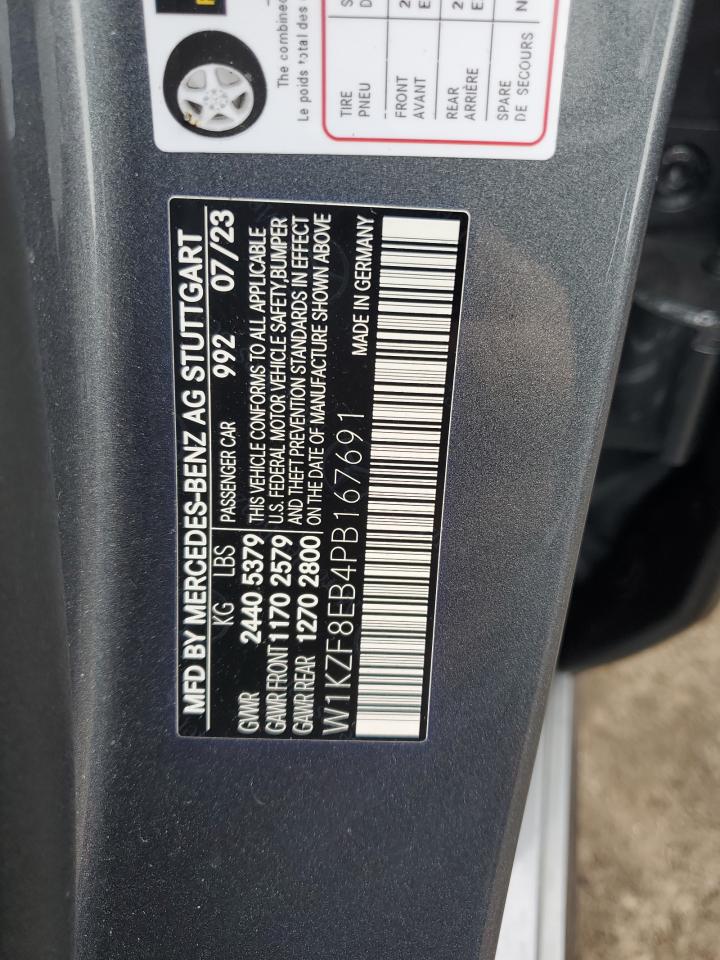 The combined
Le poids total des
TIRE
PNEU
FRONT
AVANT
REAR
ARRIÈRE
SPARE
DE SECOURS
MFD BY MERCEDES-BENZ AG STUTTGART
KG LBS PASSENGER CAR 992 07/23
GWR 2440 5379 THIS VEHICLE CONFORMS TO ALL APPLICABLE
GAWR FRONT 1170 2579 U.S. FEDERAL MOTOR VEHICLE SAFETY,BUMPER
GAWR REAR 1270 2800 AND THEFT PREVENTION STANDARDS IN EFFECT
ON THE DATE OF MANUFACTURE SHOWN ABOVE
W1KZF8EB4PB167691 MADE IN GERMANY